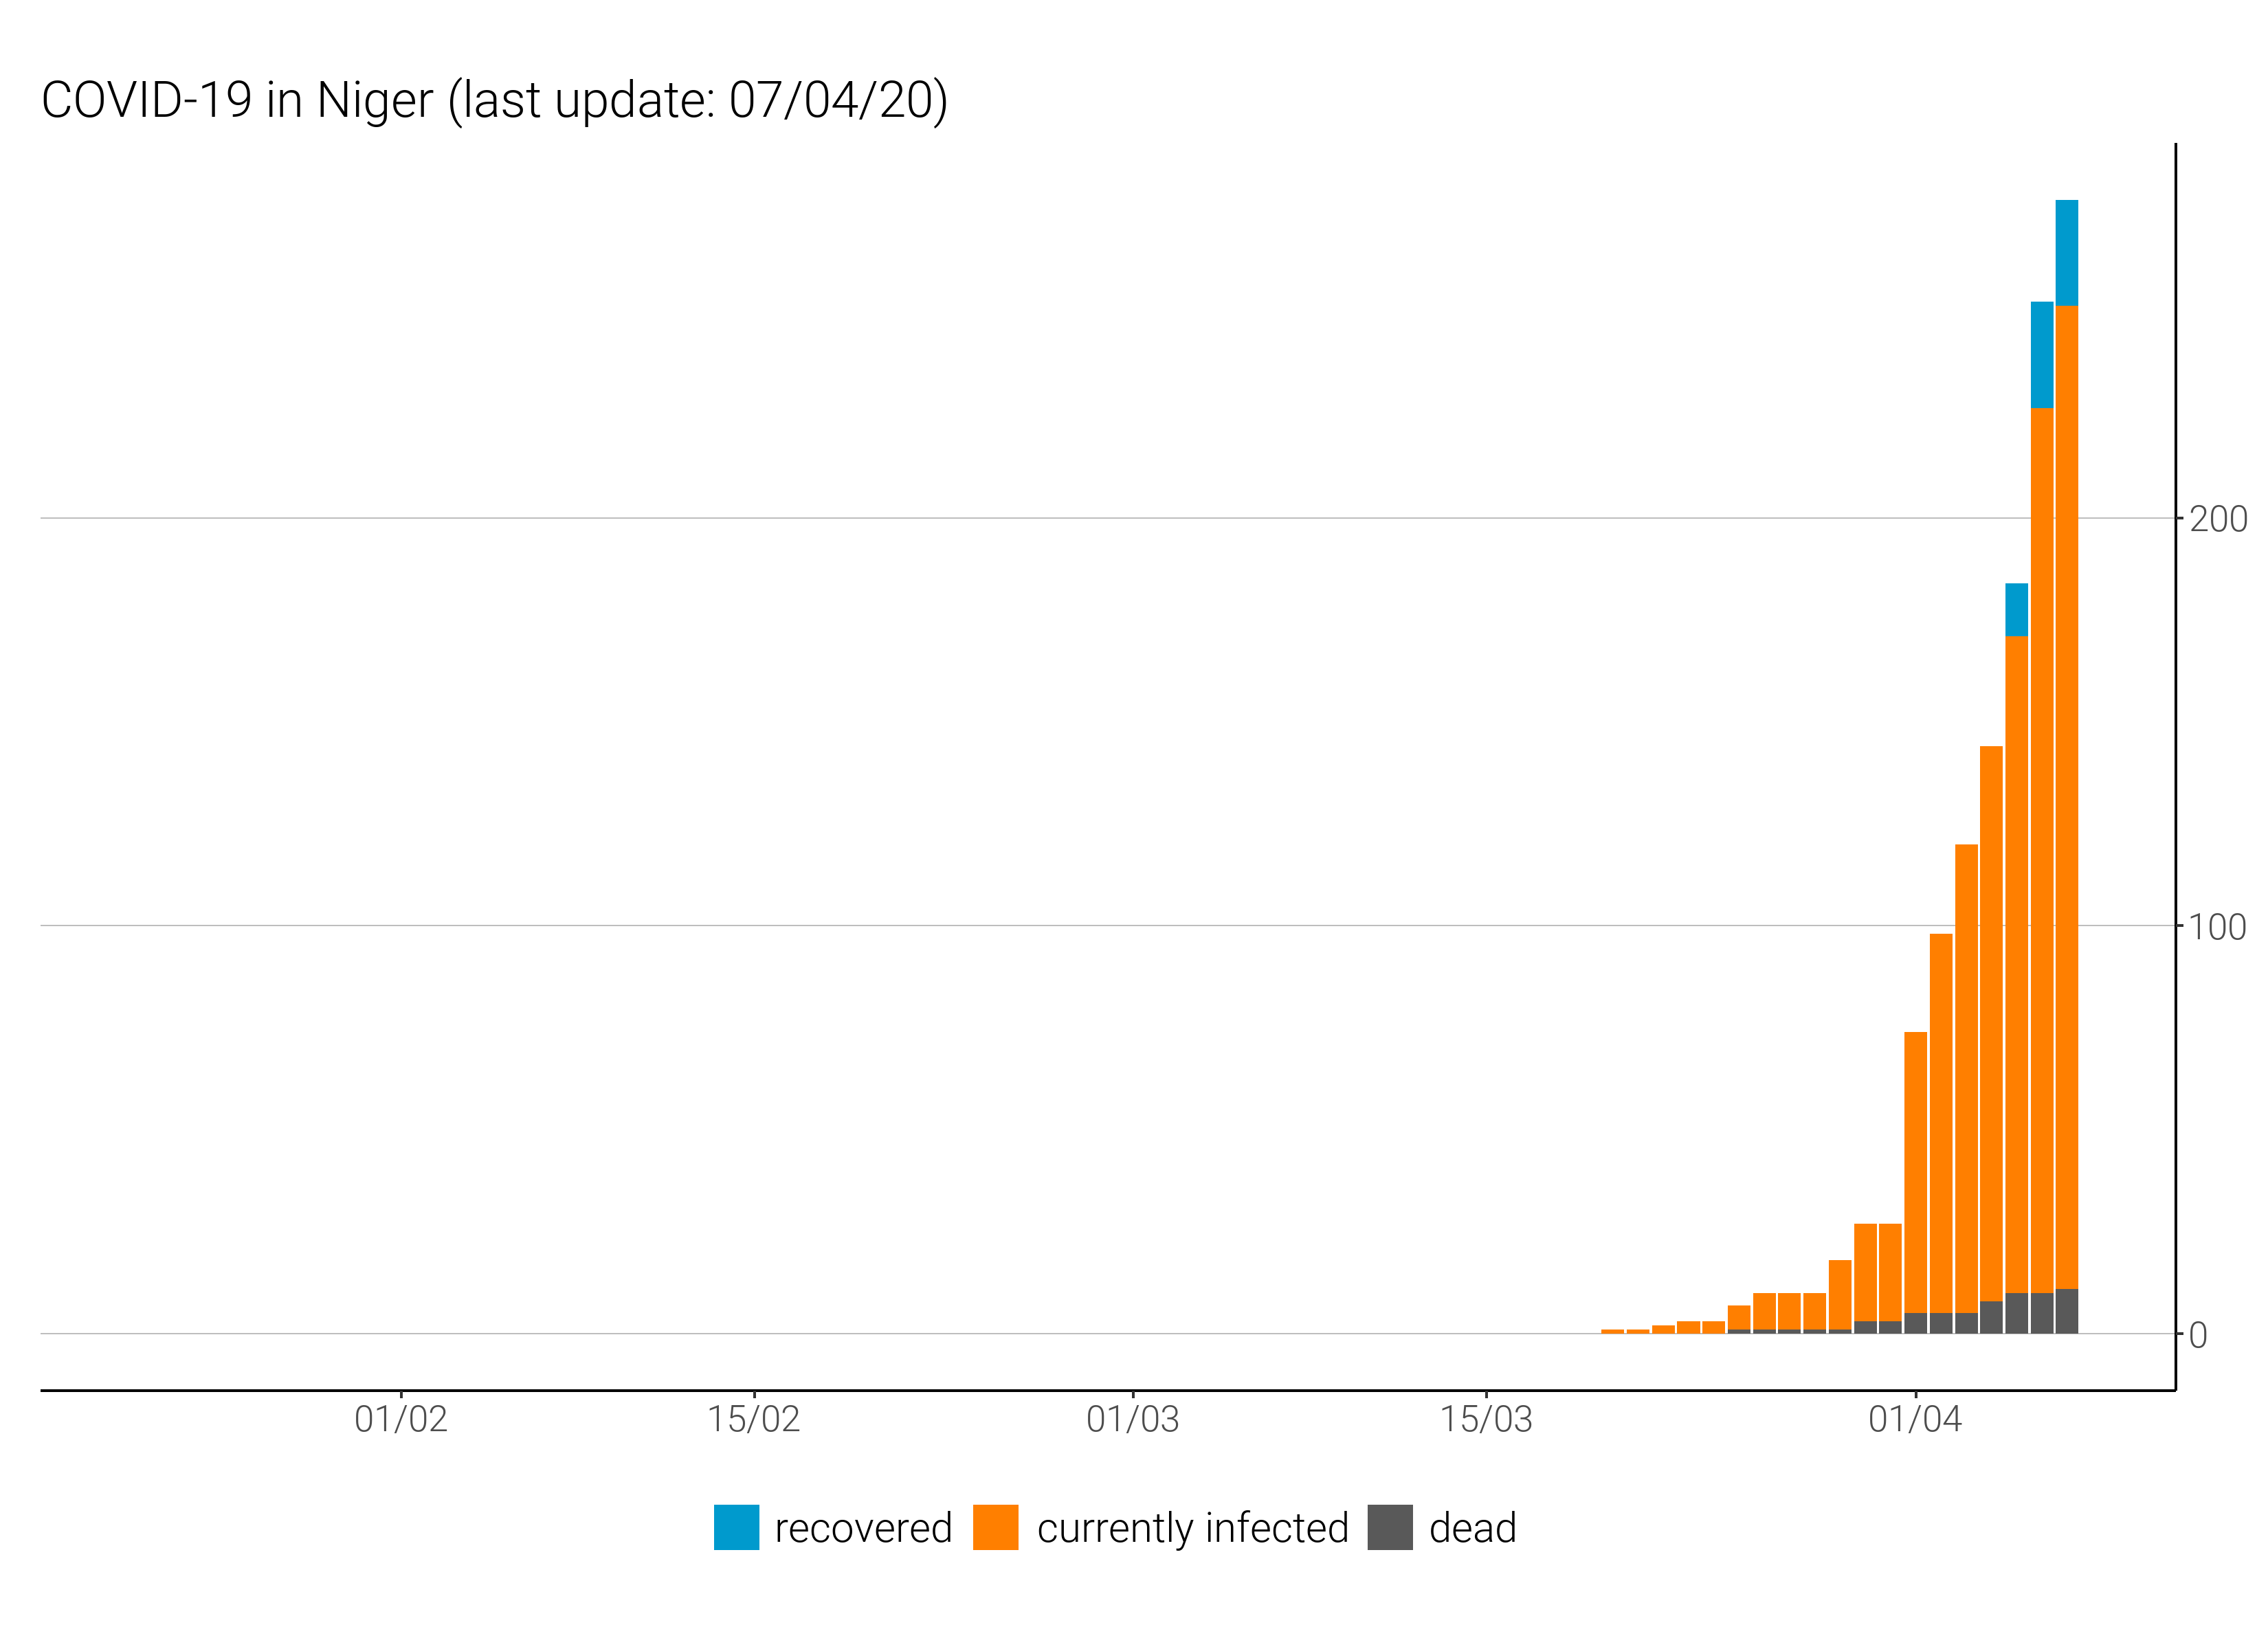 COVID-19 in Niger (last update: 07/04/20)
200
100
0
01/02 15/02 01/03 15/03 01/04
recovered currently infected dead